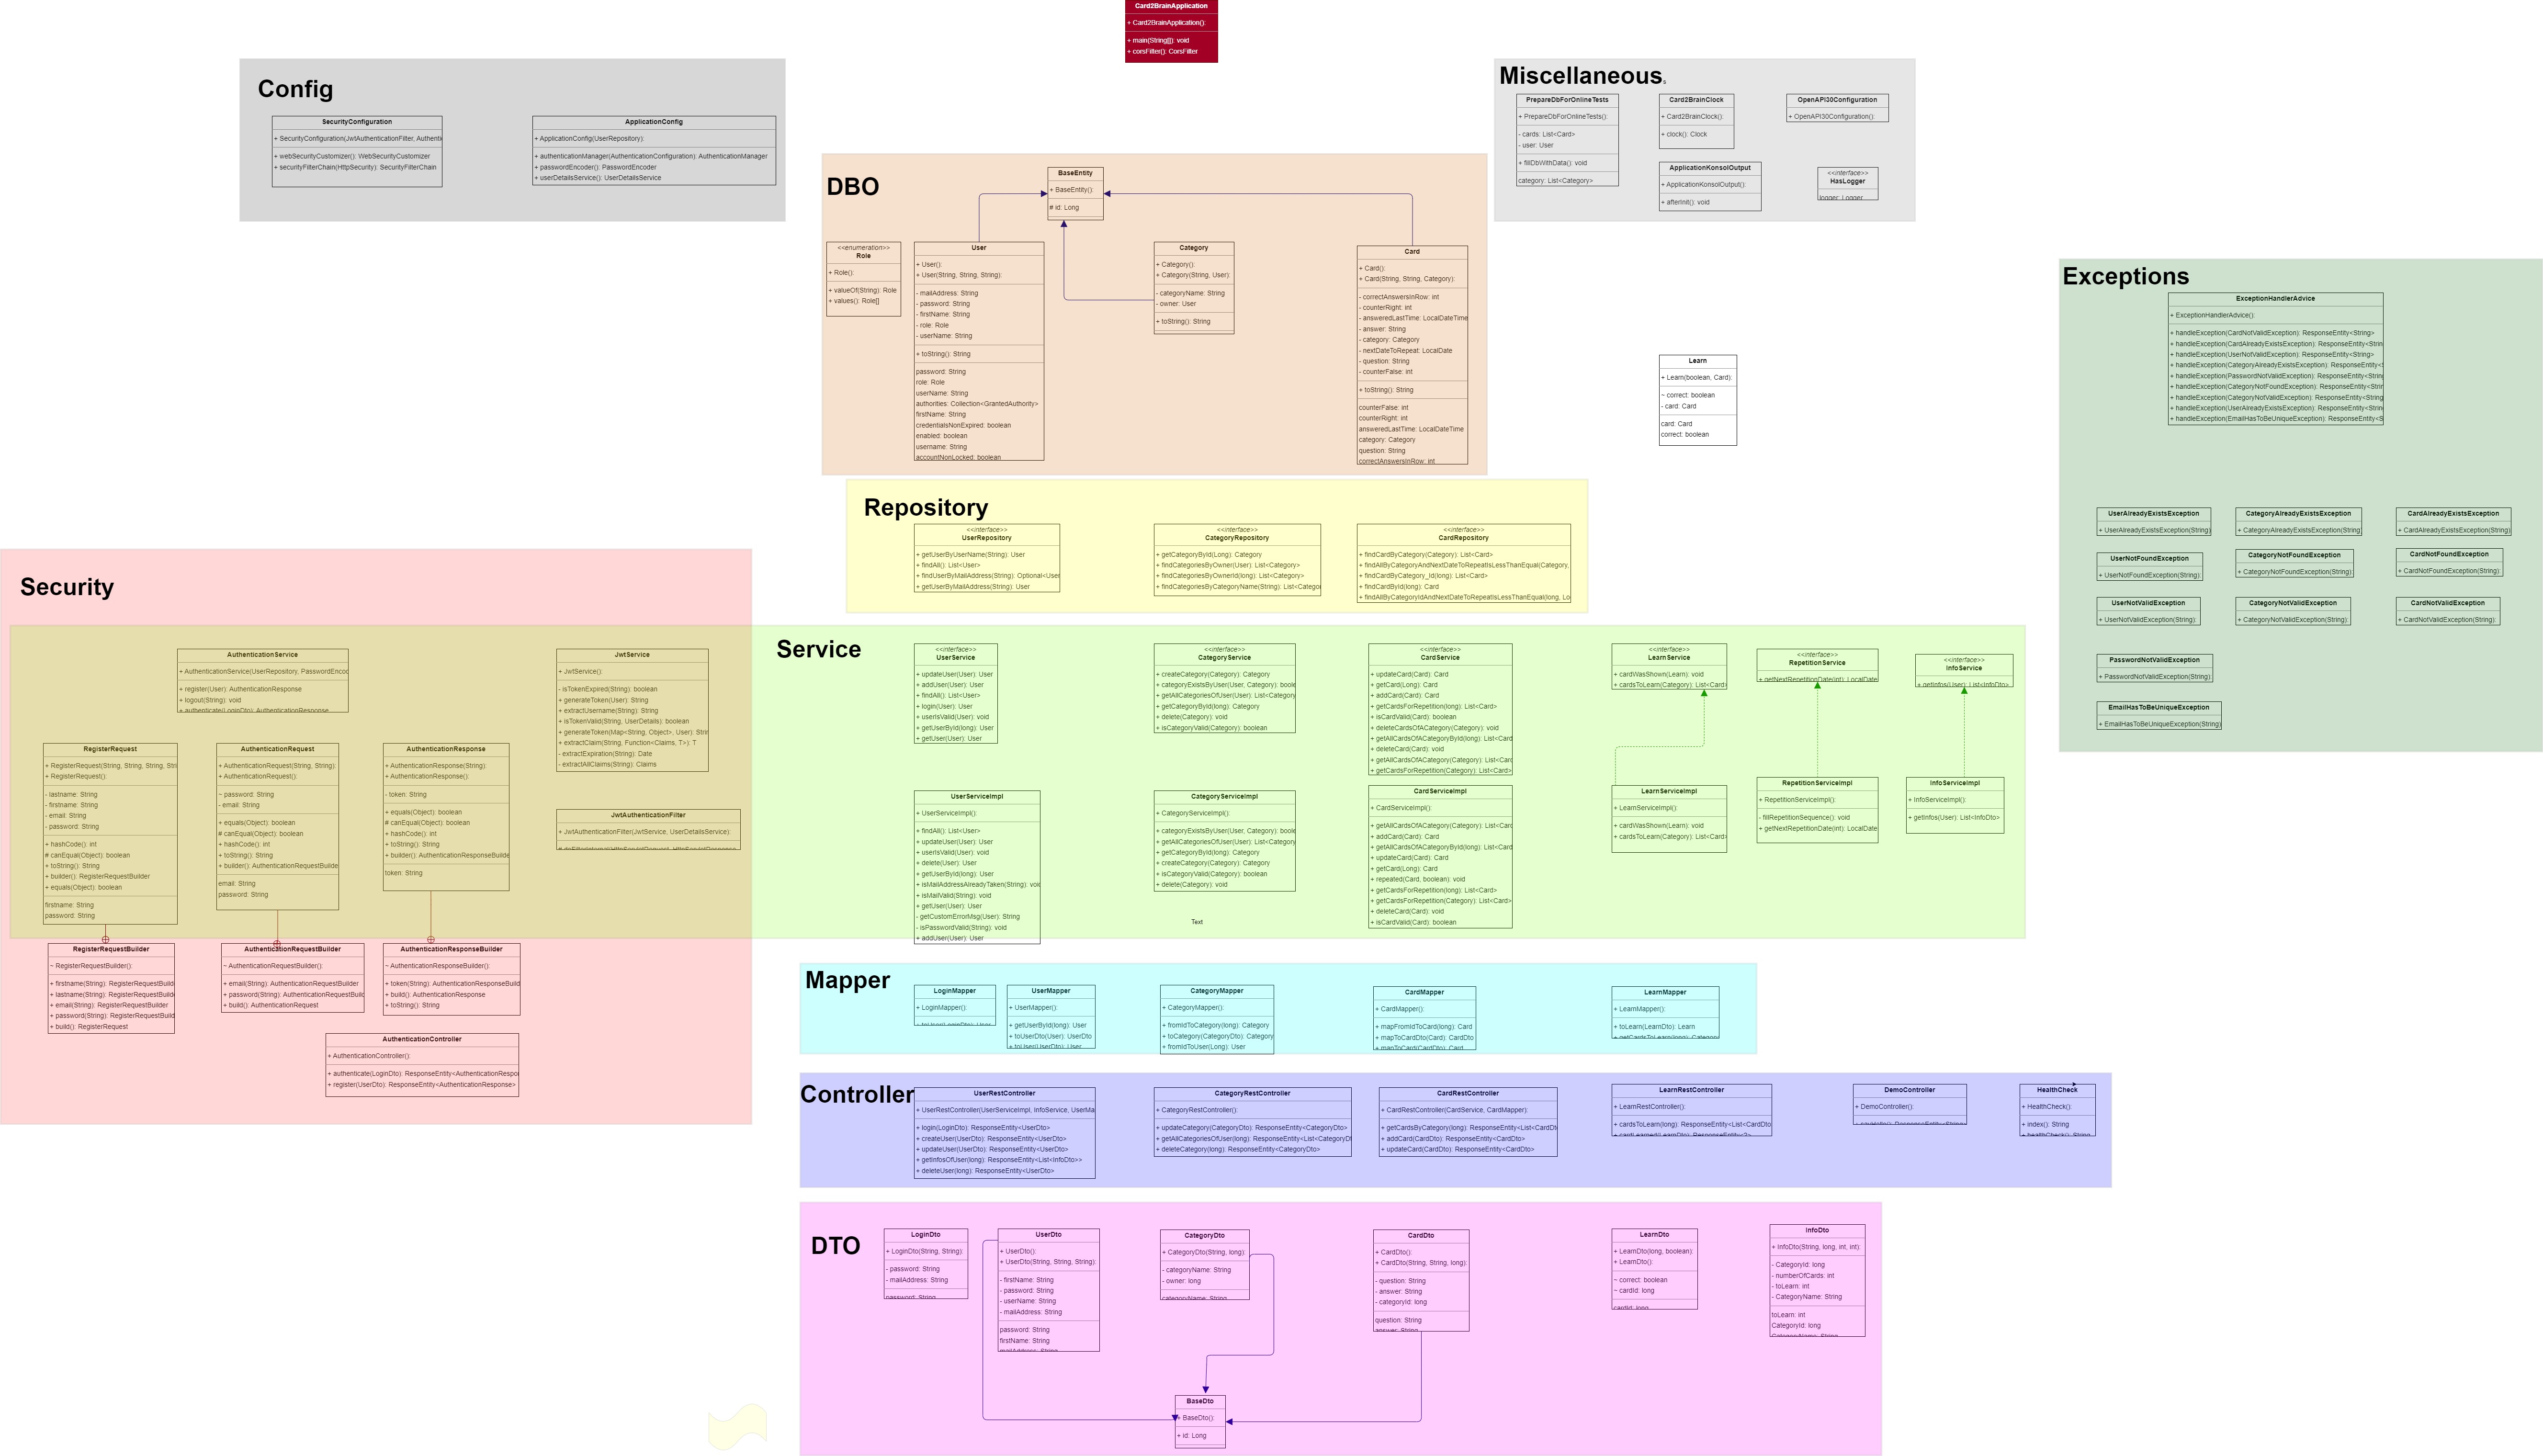 Card2BrainApplication
+ Card2BrainApplication():
+ main(String[]): void
+ corsFilter(): CorsFilter
Config
SecurityConfiguration
+ SecurityConfiguration(JwtAuthenticationFilter,
+ webSecurityCustomizer(): WebSecurityCustomizer
+ securityFilterChain(HttpSecurity): SecurityFilterChain
ApplicationConfig
+ ApplicationConfig(UserRepository):
+ authenticationManager(AuthenticationConfiguration): AuthenticationManager
+ passwordEncoder(): PasswordEncoder
+ userDetailsService(): UserDetailsService
Miscellaneous
PrepareDbForOnlineTests
+ PrepareDbForOnlineTests():
- cards: List<Card>
- user: User
+ fillDbWithData(): void
category: List<Category>
Card2BrainClock
+ Card2BrainClock():
+ clock(): Clock
OpenAPI30Configuration
+ OpenAPI30Configuration():
ApplicationKonsolOutput
+ ApplicationKonsolOutput():
+ afterInit(): void
<<interface>>
HasLogger
logger: Logger
DBO
BaseEntity
+ BaseEntity():
# id: Long
<<enumeration>>
Role
+ Role():
+ valueOf(String): Role
+ values(): Role[]
User
+ User():
+ User(String, String, String):
- mailAddress: String
- password: String
- firstName: String
- role: Role
- userName: String
+ toString(): String
password: String
role: Role
userName: String
authorities: Collection<GrantedAuthority>
firstName: String
credentialsNonExpired: boolean
enabled: boolean
username: String
accountNonLocked: boolean
Category
+ Category():
+ Category(String, User):
- categoryName: String
- owner: User
+ toString(): String
Card
+ Card():
+ Card(String, String, Category):
- correctAnswersInRow: int
- counterRight: int
- answeredLastTime: LocalDateTime
- answer: String
- category: Category
- nextDateToRepeat: LocalDate
- question: String
- counterFalse: int
+ toString(): String
counterFalse: int
counterRight: int
answeredLastTime: LocalDateTime
category: Category
question: String
correctAnswersInRow: int
Learn
+ Learn(boolean, Card):
~ correct: boolean
- card: Card
card: Card
correct: boolean
Exceptions
ExceptionHandlerAdvice
+ ExceptionHandlerAdvice():
+ handleException(CardNotValidException): ResponseEntity<String>
+ handleException(CardAlreadyExistsException): ResponseEntity<Strin
+ handleException(UserNotValidException): ResponseEntity<String>
+ handleException(CategoryAlreadyExistsException): ResponseEntity<S
+ handleException(PasswordNotValidException): ResponseEntity<String
+ handleException(CategoryNotFoundException): ResponseEntity<Strin
+ handleException(CategoryNotValidException): ResponseEntity<String
+ handleException(UserAlreadyExistsException): ResponseEntity<Strin
+ handleException(EmailHasToBeUniqueException): ResponseEntity<S
UserAlreadyExistsException
+ UserAlreadyExistsException(String)
CategoryAlreadyExistsException
+ CategoryAlreadyExistsException(String)
CardAlreadyExistsException
+ CardAlreadyExistsException(String)
UserNotFoundException
+ UserNotFoundException(String):
CategoryNotFoundException
+ CategoryNotFoundException(String)
CardNotFoundException
+ CardNotFoundException(String):
UserNotValidException
+ UserNotValidException(String):
CategoryNotValidException
+ CategoryNotValidException(String):
CardNotValidException
+ CardNotValidException(String):
PasswordNotValidException
+ PasswordNotValidException(String):
EmailHasToBeUniqueException
+ EmailHasToBeUniqueException(String)
Repository
<<interface>>
UserRepository
+ getUserByUserName(String): User
+ findAll(): List<User>
+ findUserByMailAddress(String): Optional<User
+ getUserByMailAddress(String): User
<<interface>>
CategoryRepository
+ getCategoryById(Long): Category
+ findCategoriesByOwner(User): List<Category>
+ findCategoriesByOwnerId(long): List<Category>
+ findCategoriesByCategoryName(String): List<Catego
<<interface>>
CardRepository
+ findCardByCategory(Category): List<Card>
+ findAllByCategoryAndNextDateToRepeatIsLessThanEqual(Category,
+ findCardByCategory_Id(long): List<Card>
+ findCardById(long): Card
+ findAllByCategoryIdAndNextDateToRepeatIsLessThanEqual(long, Lo
Security
Service
AuthenticationService
+ AuthenticationService(UserRepository, PasswordEncod
+ register(User): AuthenticationResponse
+ logout(String): void
+ authenticate(LoginDto): AuthenticationResponse
JwtService
+ JwtService():
- isTokenExpired(String): boolean
+ generateToken(User): String
+ extractUsername(String): String
+ isTokenValid(String, UserDetails): boolean
+ generateToken(Map<String, Object>, User): Strin
+ extractClaim(String, Function<Claims, T>): T
- extractExpiration(String): Date
- extractAllClaims(String): Claims
RegisterRequest
+ RegisterRequest(String, String, String, Stri
+ RegisterRequest():
- lastname: String
- firstname: String
- email: String
- password: String
+ hashCode(): int
# canEqual(Object): boolean
+ toString(): String
+ builder(): RegisterRequestBuilder
+ equals(Object): boolean
firstname: String
password: String
AuthenticationRequest
+ AuthenticationRequest(String, String):
+ AuthenticationRequest():
~ password: String
- email: String
+ equals(Object): boolean
# canEqual(Object): boolean
+ hashCode(): int
+ toString(): String
+ builder(): AuthenticationRequestBuilde
email: String
password: String
AuthenticationResponse
+ AuthenticationResponse(String):
+ AuthenticationResponse():
- token: String
+ equals(Object): boolean
# canEqual(Object): boolean
+ hashCode(): int
+ toString(): String
+ builder(): AuthenticationResponseBuilde
token: String
JwtAuthenticationFilter
+ JwtAuthenticationFilter(JwtService, UserDetailsService):
RegisterRequestBuilder
~ RegisterRequestBuilder():
+ firstname(String): RegisterRequestBuild
+ lastname(String): RegisterRequestBuild
+ email(String): RegisterRequestBuilder
+ password(String): RegisterRequestBuild
+ build(): RegisterRequest
AuthenticationRequestBuilder
~ AuthenticationRequestBuilder():
+ email(String): AuthenticationRequestBuilder
+ password(String): AuthenticationRequestBuild
+ build(): AuthenticationRequest
AuthenticationResponseBuilder
~ AuthenticationResponseBuilder():
+ token(String): AuthenticationResponseBuild
+ build(): AuthenticationResponse
+ toString(): String
AuthenticationController
+ AuthenticationController():
+ authenticate(LoginDto): ResponseEntity<AuthenticationRespon
+ register(UserDto): ResponseEntity<AuthenticationResponse>
<<interface>>
UserService
+ updateUser(User): User
+ addUser(User): User
+ findAll(): List<User>
+ login(User): User
+ userIsValid(User): void
+ getUserById(long): User
+ getUser(User): User
<<interface>>
CategoryService
+ createCategory(Category): Category
+ categoryExistsByUser(User, Category): boole
+ getAllCategoriesOfUser(User): List<Category
+ getCategoryById(long): Category
+ delete(Category): void
+ isCategoryValid(Category): boolean
<<interface>>
CardService
+ updateCard(Card): Card
+ getCard(Long): Card
+ addCard(Card): Card
+ getCardsForRepetition(long): List<Card>
+ isCardValid(Card): boolean
+ deleteCardsOfACategory(Category): void
+ getAllCardsOfACategoryById(long): List<Card
+ deleteCard(Card): void
+ getAllCardsOfACategory(Category): List<Card
+ getCardsForRepetition(Category): List<Card>
<<interface>>
LearnService
+ cardWasShown(Learn): void
+ cardsToLearn(Category): List<Card>
<<interface>>
RepetitionService
+ getNextRepetitionDate(int): LocalDate
<<interface>>
InfoService
+ getInfos(User): List<InfoDto>
UserServiceImpl
+ UserServiceImpl():
+ findAll(): List<User>
+ updateUser(User): User
+ userIsValid(User): void
+ delete(User): User
+ getUserById(long): User
+ isMailAddressAlreadyTaken(String): void
+ isMailValid(String): void
+ getUser(User): User
- getCustomErrorMsg(User): String
- isPasswordValid(String): void
+ addUser(User): User
CategoryServiceImpl
+ CategoryServiceImpl():
+ categoryExistsByUser(User, Category): boole
+ getAllCategoriesOfUser(User): List<Category
+ getCategoryById(long): Category
+ createCategory(Category): Category
+ isCategoryValid(Category): boolean
+ delete(Category): void
Text
CardServiceImpl
+ CardServiceImpl():
+ getAllCardsOfACategory(Category): List<Card
+ addCard(Card): Card
+ getAllCardsOfACategoryById(long): List<Card
+ updateCard(Card): Card
+ getCard(Long): Card
+ repeated(Card, boolean): void
+ getCardsForRepetition(long): List<Card>
+ getCardsForRepetition(Category): List<Card>
+ deleteCard(Card): void
+ isCardValid(Card): boolean
LearnServiceImpl
+ LearnServiceImpl():
+ cardWasShown(Learn): void
+ cardsToLearn(Category): List<Card>
RepetitionServiceImpl
+ RepetitionServiceImpl():
- fillRepetitionSequence(): void
+ getNextRepetitionDate(int): LocalDate
InfoServiceImpl
+ InfoServiceImpl():
+ getInfos(User): List<InfoDto>
Mapper
LoginMapper
+ LoginMapper():
+ toUser(LoginDto): User
UserMapper
+ UserMapper():
+ getUserById(long): User
+ toUserDto(User): UserDto
+ toUser(UserDto): User
CategoryMapper
+ CategoryMapper():
+ fromIdToCategory(long): Category
+ toCategory(CategoryDto): Category
+ fromIdToUser(Long): User
CardMapper
+ CardMapper():
+ mapFromIdToCard(long): Card
+ mapToCardDto(Card): CardDto
+ mapToCard(CardDto): Card
LearnMapper
+ LearnMapper():
+ toLearn(LearnDto): Learn
+ getCardsToLearn(long): Category
Controller
UserRestController
+ UserRestController(UserServiceImpl, InfoService, UserMa
+ login(LoginDto): ResponseEntity<UserDto>
+ createUser(UserDto): ResponseEntity<UserDto>
+ updateUser(UserDto): ResponseEntity<UserDto>
+ getInfosOfUser(long): ResponseEntity<List<InfoDto>>
+ deleteUser(long): ResponseEntity<UserDto>
CategoryRestController
+ CategoryRestController():
+ updateCategory(CategoryDto): ResponseEntity<CategoryDto>
+ getAllCategoriesOfUser(long): ResponseEntity<List<CategoryDt
+ deleteCategory(long): ResponseEntity<CategoryDto>
CardRestController
+ CardRestController(CardService, CardMapper):
+ getCardsByCategory(long): ResponseEntity<List<CardDto
+ addCard(CardDto): ResponseEntity<CardDto>
+ updateCard(CardDto): ResponseEntity<CardDto>
LearnRestController
+ LearnRestController():
+ cardsToLearn(long): ResponseEntity<List<CardDto
+ cardLearned(LearnDto): ResponseEntity<?>
DemoController
+ DemoController():
+ sayHello(): ResponseEntity<String>
HealthCheck
+ HealthCheck():
+ index(): String
+ healthCheck(): String
DTO
LoginDto
+ LoginDto(String, String):
- password: String
- mailAddress: String
password: String
UserDto
+ UserDto():
+ UserDto(String, String, String):
- firstName: String
- password: String
- userName: String
- mailAddress: String
password: String
firstName: String
mailAddress: String
CategoryDto
+ CategoryDto(String, long):
- categoryName: String
- owner: long
categoryName: String
CardDto
+ CardDto():
+ CardDto(String, String, long):
- question: String
- answer: String
- categoryId: long
question: String
answer: String
LearnDto
+ LearnDto(long, boolean):
+ LearnDto():
~ correct: boolean
~ cardId: long
cardId: long
InfoDto
+ InfoDto(String, long, int, int):
- CategoryId: long
- numberOfCards: int
- toLearn: int
- CategoryName: String
toLearn: int
CategoryId: long
CategoryName: String
BaseDto
+ BaseDto():
+ id: Long